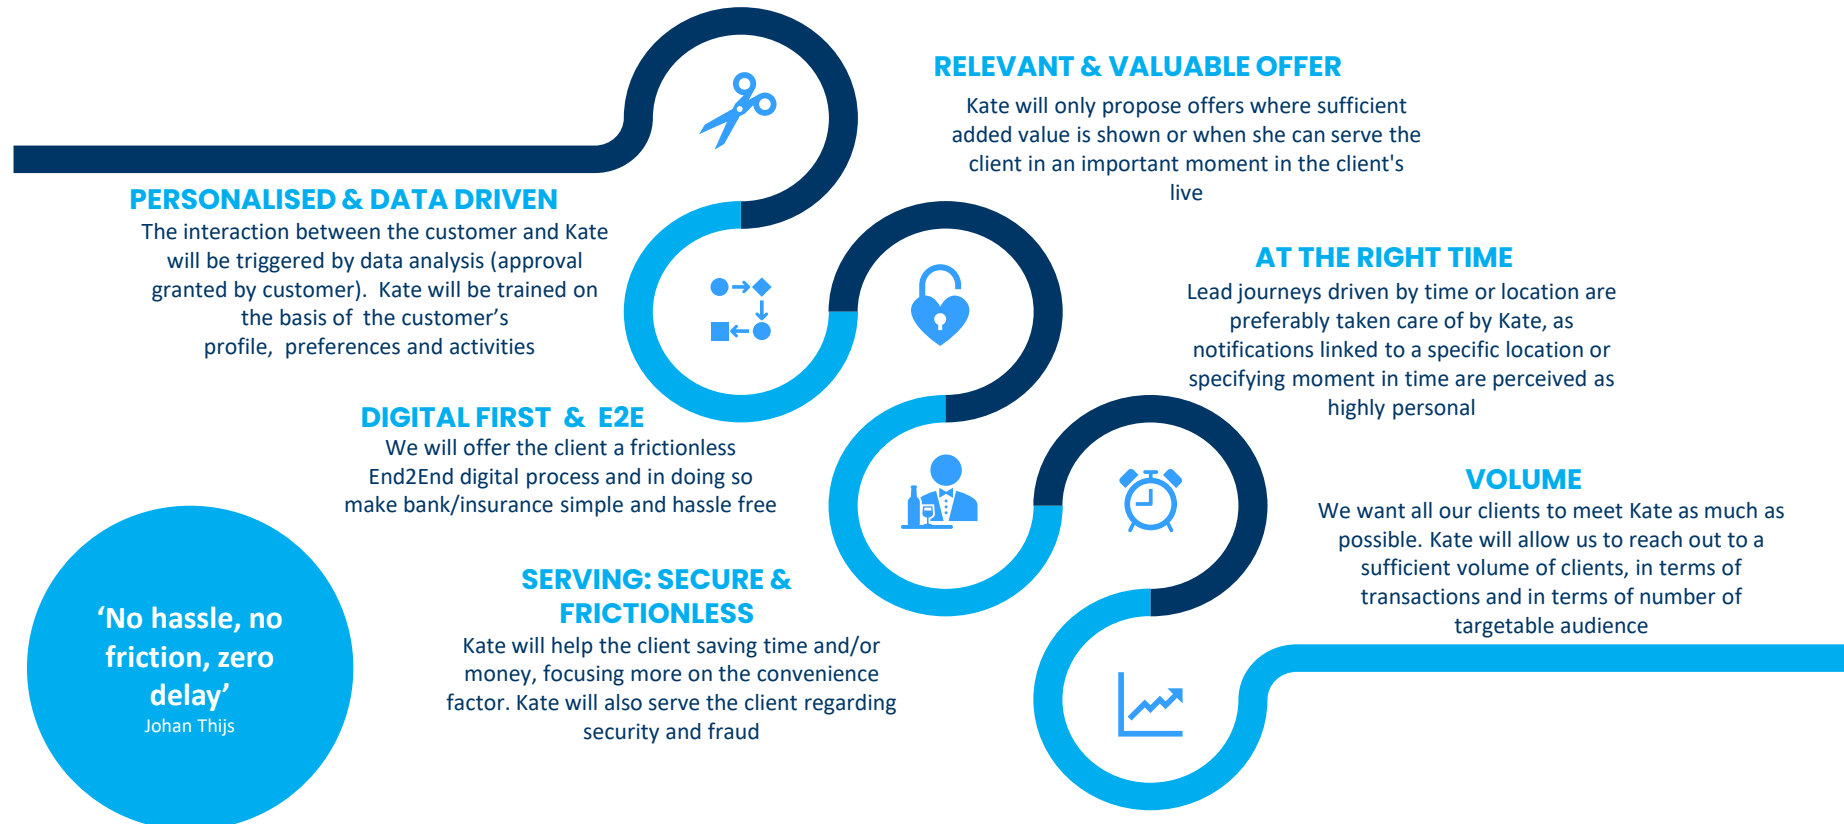 PERSONALISED & DATA DRIVEN
The interaction between the customer and Kate
will be triggered by data analysis (approval
granted by customer).  Kate will be trained on
the basis of  the customer’s
profile,  preferences and activities
DIGITAL FIRST  &  E2E
We will offer the client a frictionless
End2End digital process and in doing so
make bank/insurance simple and hassle free
SERVING: SECURE &
FRICTIONLESS
Kate will help the client saving time and/or
money, focusing more on the convenience
factor. Kate will also serve the client regarding
security and fraud
‘No hassle, no
friction, zero
delay’
Johan Thijs
RELEVANT & VALUABLE OFFER
Kate will only propose offers where sufficient
added value is shown or when she can serve the
client in an important moment in the client's
live
AT THE RIGHT TIME
Lead journeys driven by time or location are
preferably taken care of by Kate, as
notifications linked to a specific location or
specifying moment in time are perceived as
highly personal
VOLUME
We want all our clients to meet Kate as much as
possible. Kate will allow us to reach out to a
sufficient volume of clients, in terms of
transactions and in terms of number of
targetable audience